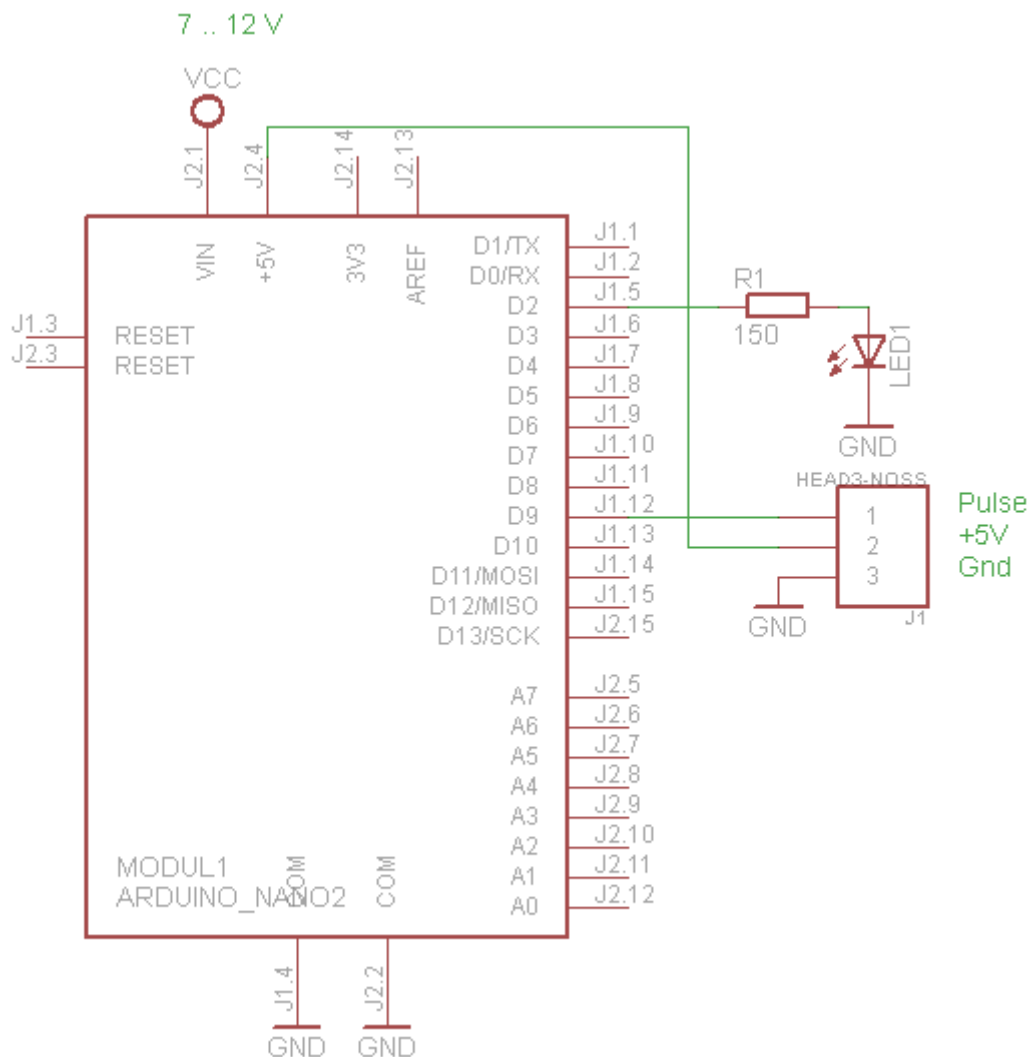 7 .. 12 V
VCC
J2.1
J2.4
J2.14
J2.13
VIN
+5V
3V3
AREF
D1/TX J1.1
D0/RX J1.2
D2 J1.5
D3 J1.6
D4 J1.7
D5 J1.8
D6 J1.9
D7 J1.10
D8 J1.11
D9 J1.12
D10 J1.13
D11/MOSI J1.14
D12/MISO J1.15
D13/SCK J2.15
A7 J2.5
A6 J2.6
A5 J2.7
A4 J2.8
A3 J2.9
A2 J2.10
A1 J2.11
A0 J2.12
J1.3 RESET
J2.3 RESET
R1
150
LED1
GND
HEAD3-NOSS
1 Pulse
2 +5V
3 Gnd
GND
J1
MODUL1
ARDUINO_NANO2
COM
COM
J1.4
J2.2
GND
GND